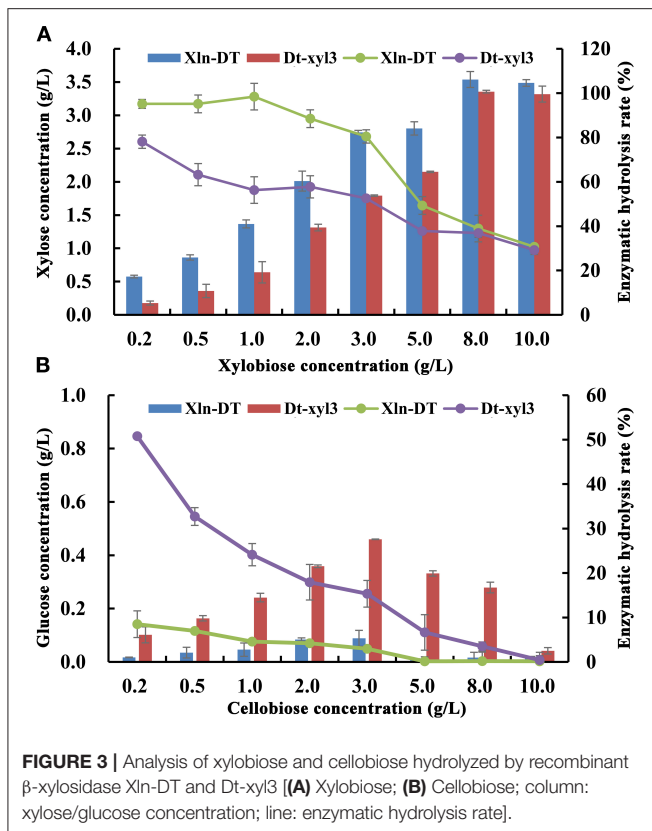 A
Xln-DT Dt-xyl3 Xln-DT Dt-xyl3
Xylose concentration (g/L)
4.0
3.5
3.0
2.5
2.0
1.5
1.0
0.5
0.0
120
100
80
60
40
20
0
Enzymatic hydrolysis rate (%)
0.2 0.5 1.0 2.0 3.0 5.0 8.0 10.0
Xylobiose concentration (g/L)
B
Xln-DT Dt-xyl3 Xln-DT Dt-xyl3
Glucose concentration (g/L)
1.0
0.8
0.6
0.4
0.2
0.0
60
50
40
30
20
10
0
Enzymatic hydrolysis rate (%)
0.2 0.5 1.0 2.0 3.0 5.0 8.0 10.0
Cellobiose concentration (g/L)
FIGURE 3 | Analysis of xylobiose and cellobiose hydrolyzed by recombinant
β-xylosidase Xln-DT and Dt-xyl3 [(A) Xylobiose; (B) Cellobiose; column:
xylose/glucose concentration; line: enzymatic hydrolysis rate].